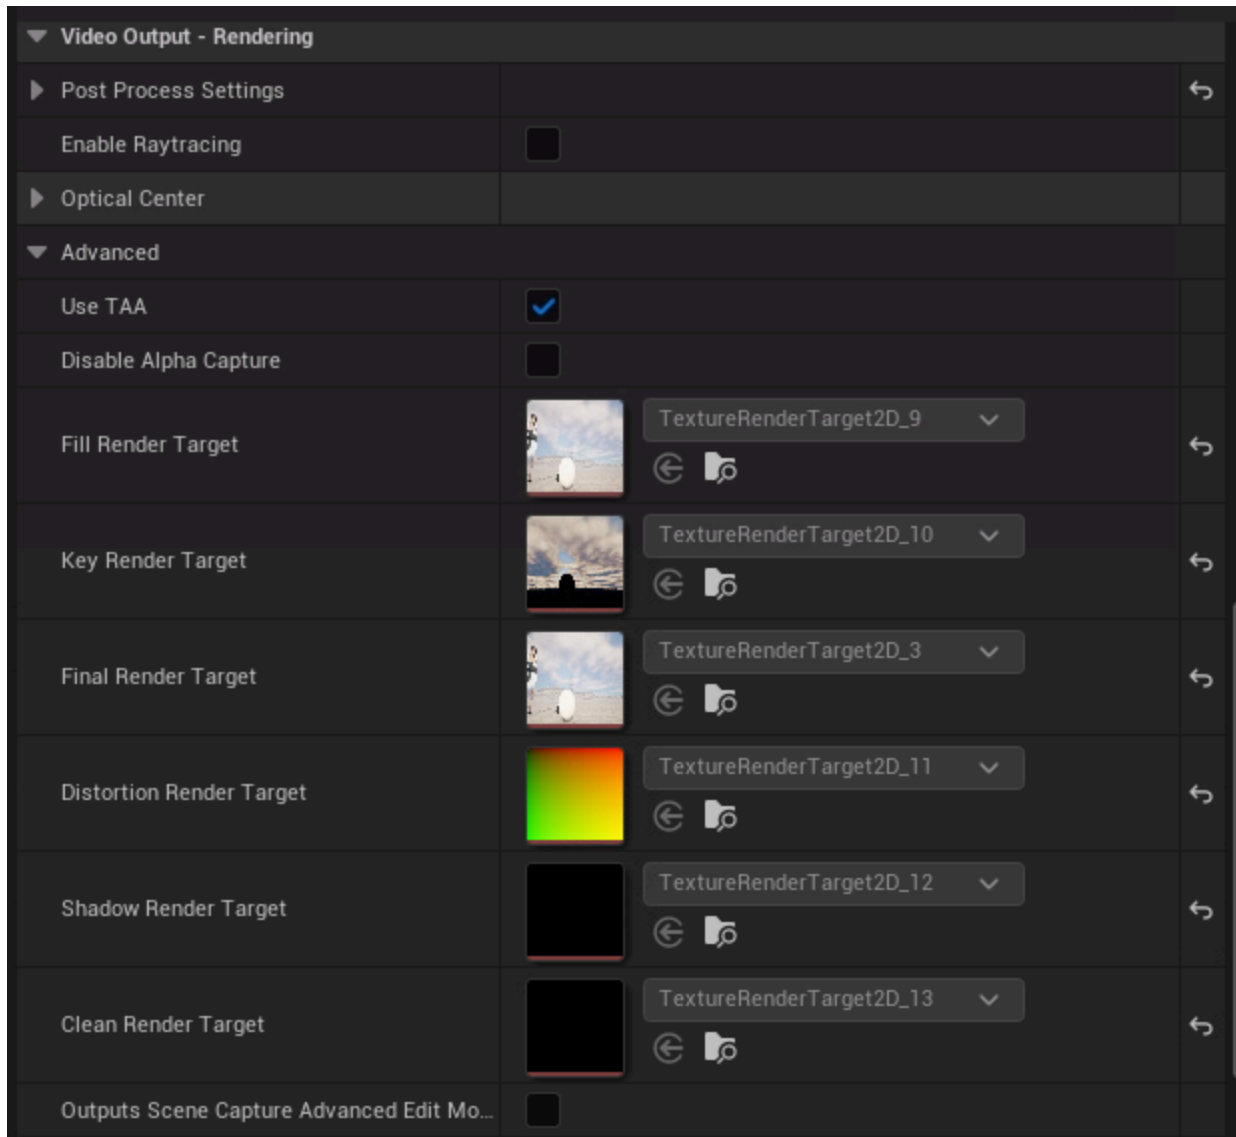 Video Output - Rendering
Post Process Settings
Enable Raytracing
Optical Center
Advanced
Use TAA
Disable Alpha Capture
Fill Render Target
TextureRenderTarget2D_9
Key Render Target
TextureRenderTarget2D_10
Final Render Target
TextureRenderTarget2D_3
Distortion Render Target
TextureRenderTarget2D_11
Shadow Render Target
TextureRenderTarget2D_12
Clean Render Target
TextureRenderTarget2D_13
Outputs Scene Capture Advanced Edit Mo...